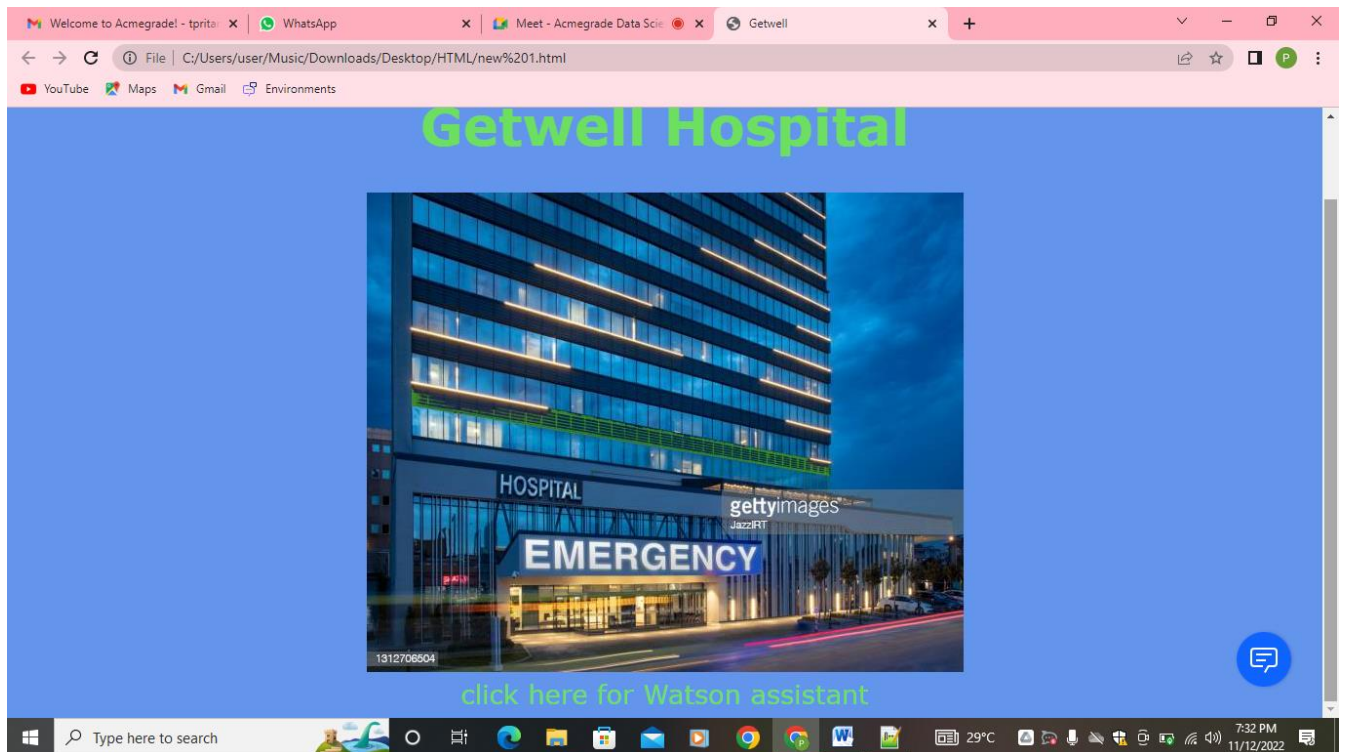 Welcome to Acmegrade! - tprita
WhatsApp
Meet - Acmegrade Data Scie
Getwell
File | C:/Users/user/Music/Downloads/Desktop/HTML/new%201.html
P
YouTube
Maps
Gmail
Environments
Getwell Hospital
HOSPITAL
gettyimages
JazzIRT
EMERGENCY
1312706504
click here for Watson assistant
Type here to search
29°C
7:32 PM
11/12/2022